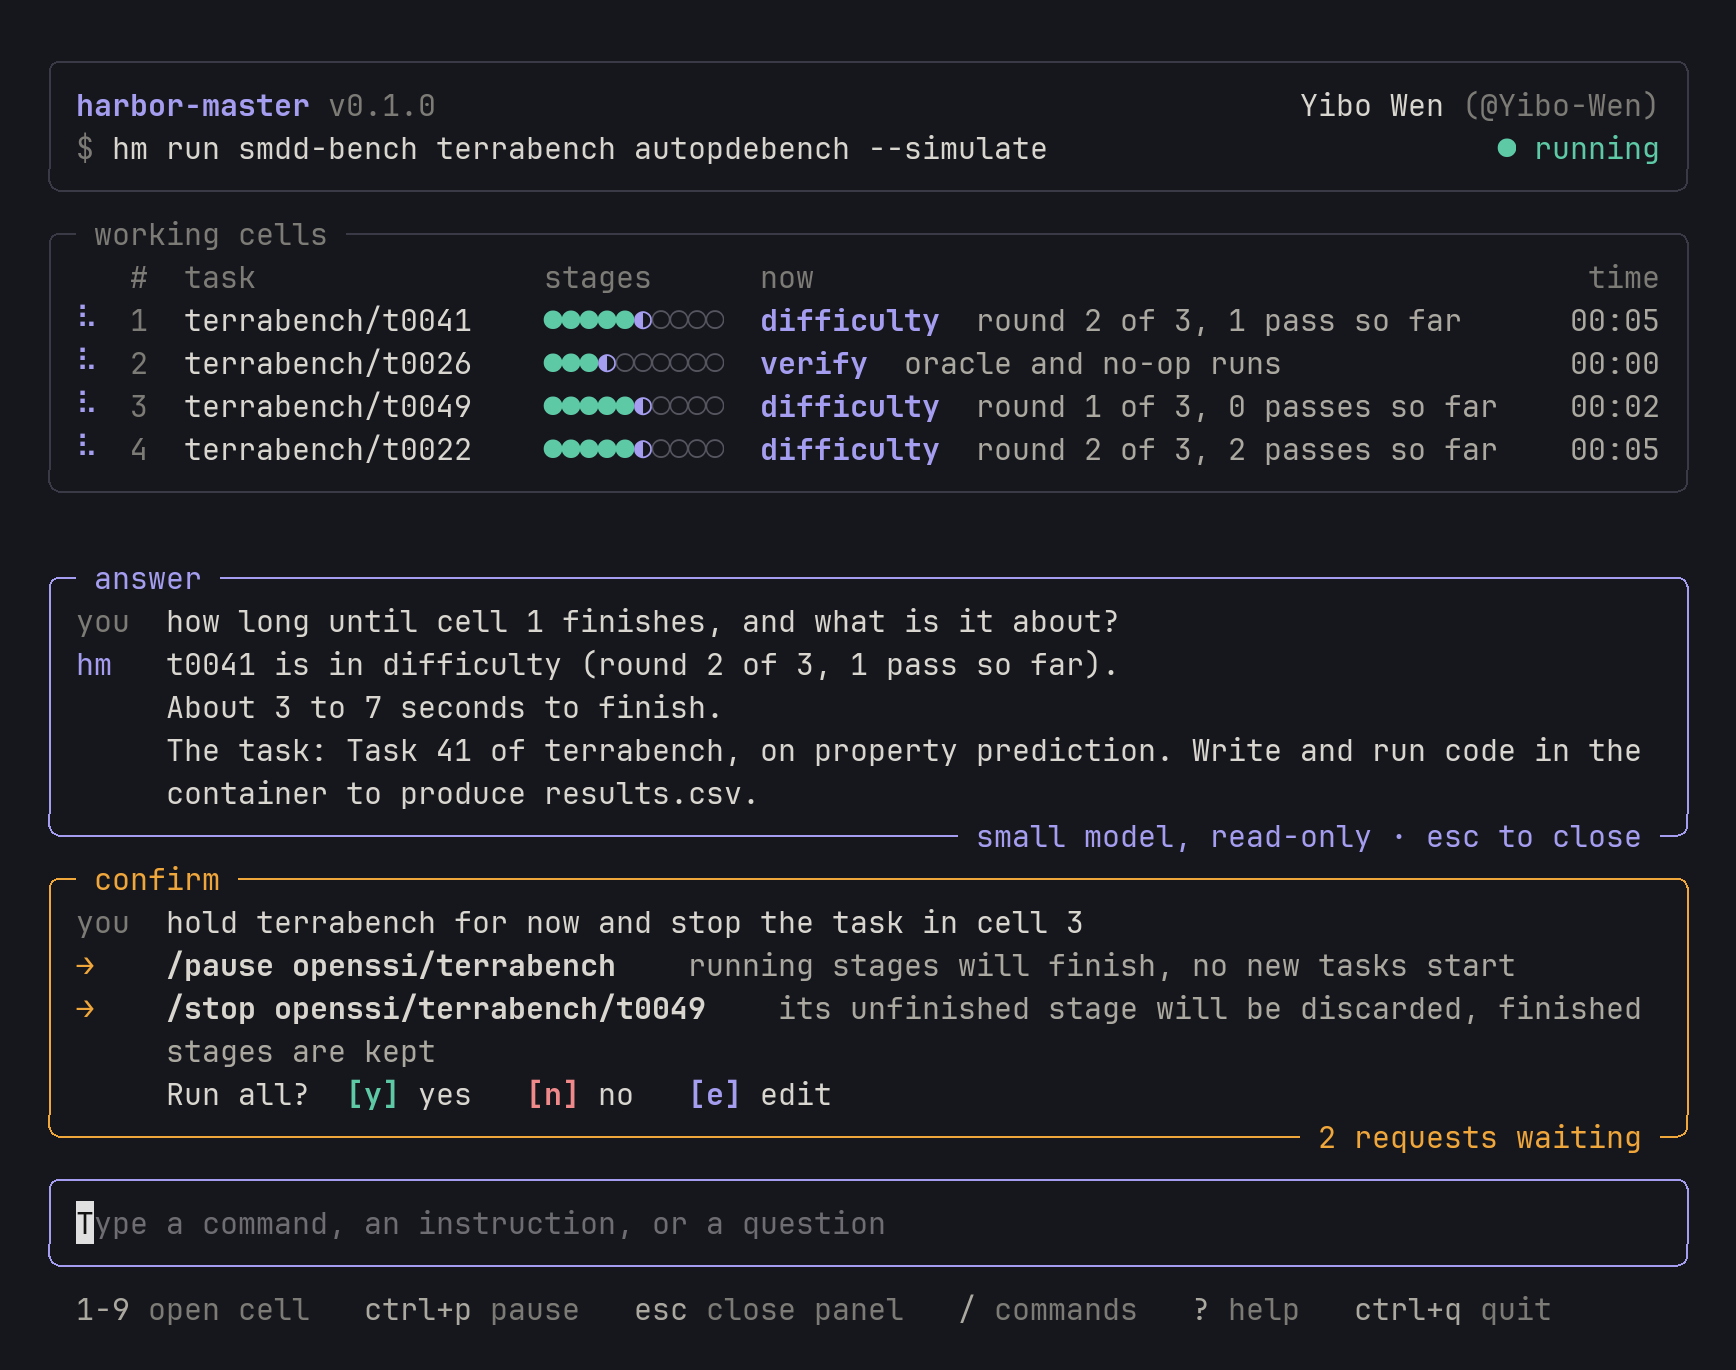 harbor-master v0.1.0 Yibo Wen (@Yibo-Wen)
$ hm run smdd-bench terrabench autopdebench --simulate ● running
working cells
# task stages now time
1 terrabench/t0041 ●●●●●◐○○○○ difficulty round 2 of 3, 1 pass so far 00:05
2 terrabench/t0026 ●●●◐○○○○○○ verify oracle and no-op runs 00:00
3 terrabench/t0049 ●●●●●◐○○○○ difficulty round 1 of 3, 0 passes so far 00:02
4 terrabench/t0022 ●●●●●◐○○○○ difficulty round 2 of 3, 2 passes so far 00:05
answer
you how long until cell 1 finishes, and what is it about?
hm t0041 is in difficulty (round 2 of 3, 1 pass so far).
About 3 to 7 seconds to finish.
The task: Task 41 of terrabench, on property prediction. Write and run code in the
container to produce results.csv.
small model, read-only · esc to close
confirm
you hold terrabench for now and stop the task in cell 3
→ /pause openssi/terrabench running stages will finish, no new tasks start
→ /stop openssi/terrabench/t0049 its unfinished stage will be discarded, finished
stages are kept
Run all? [y] yes [n] no [e] edit
2 requests waiting
Type a command, an instruction, or a question
1-9 open cell ctrl+p pause esc close panel / commands ? help ctrl+q quit